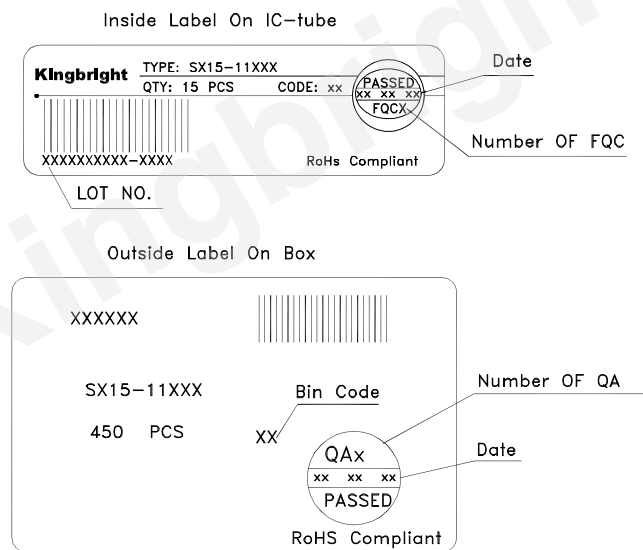 Inside Label On IC-tube
Kingbright
TYPE: SX15-11XXX
QTY: 15 PCS CODE: xx
PASSED
xx xx xx
FQCX
Date
Number OF FQC
XXXXXXXXXX-XXXX
RoHs Compliant
LOT NO.
Outside Label On Box
XXXXXX
SX15-11XXX
Bin Code
Number OF QA
450 PCS
XX
QAx
Date
xx xx xx
PASSED
RoHS Compliant
Kingbright